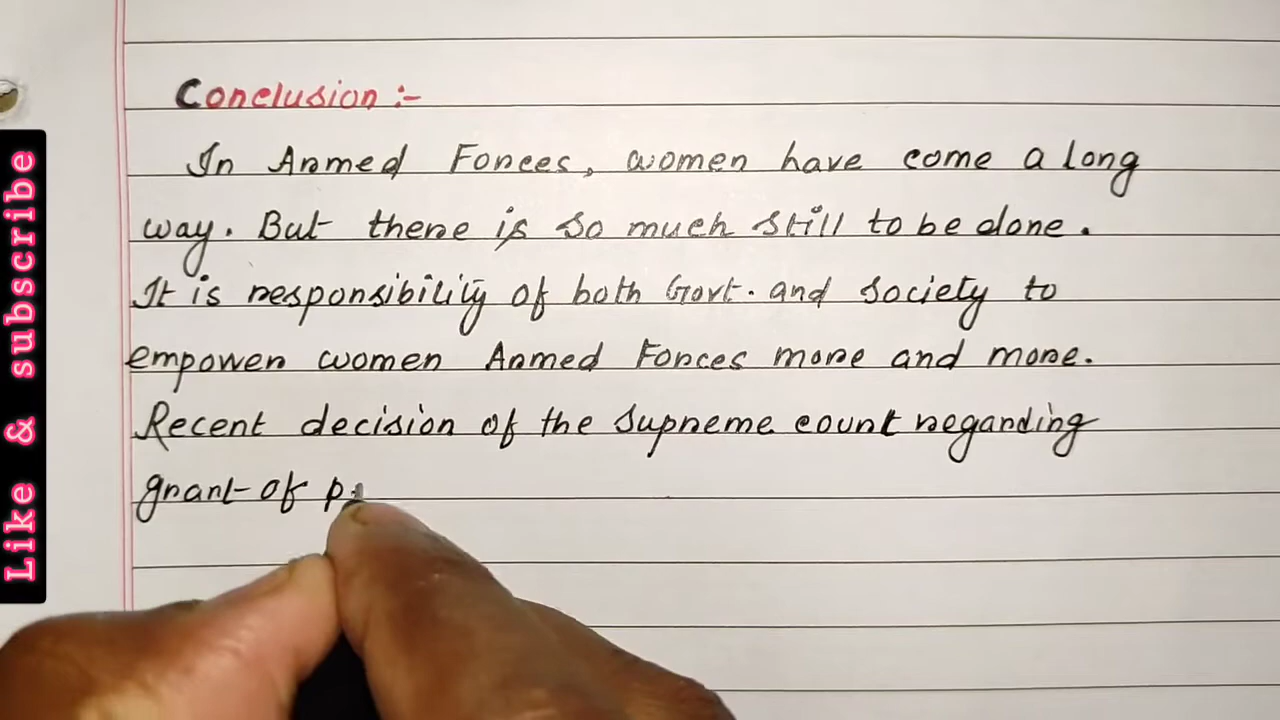 Conclusion :-
In Armed Forces, women have come a long
way. But there is so much still to be done.
It is responsibility of both Govt. and society to
empower women Armed Forces more and more.
Recent decision of the supreme court regarding
grant of
Like & subscribe